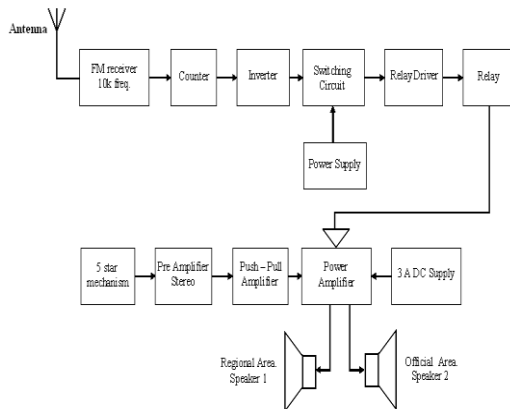 Antenna
FM receiver
10k freq.
Counter
Inverter
Switching
Circuit
Relay Driver
Relay
Power Supply
5 star
mechanism
Pre Amplifier
Stereo
Push – Pull
Amplifier
Power
Amplifier
3 A DC Supply
Regional Area.
Speaker 1
Official Area.
Speaker 2